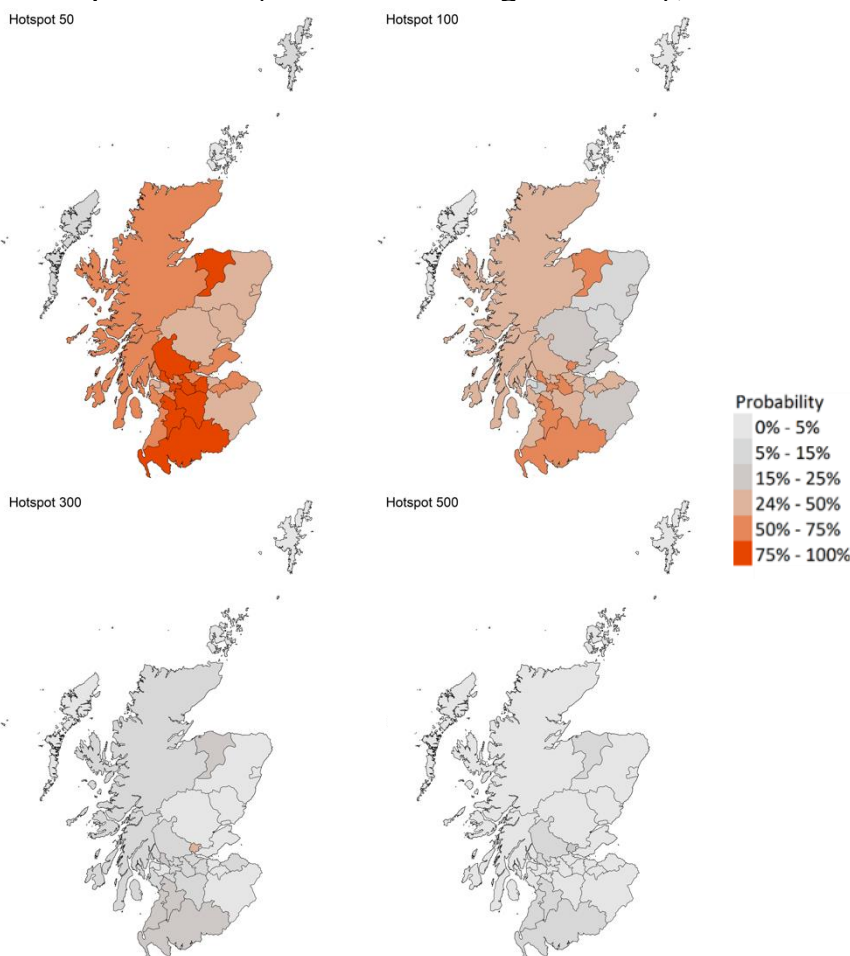 Hotspot 50
Hotspot 100
Probability
0% - 5%
5% - 15%
15% - 25%
24% - 50%
50% - 75%
75% - 100%
Hotspot 300
Hotspot 500